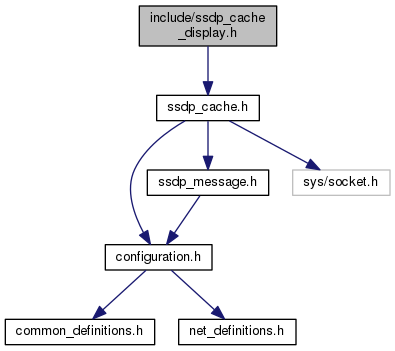 include/ssdp_cache
_display.h
ssdp_cache.h
ssdp_message.h
sys/socket.h
configuration.h
common_definitions.h
net_definitions.h